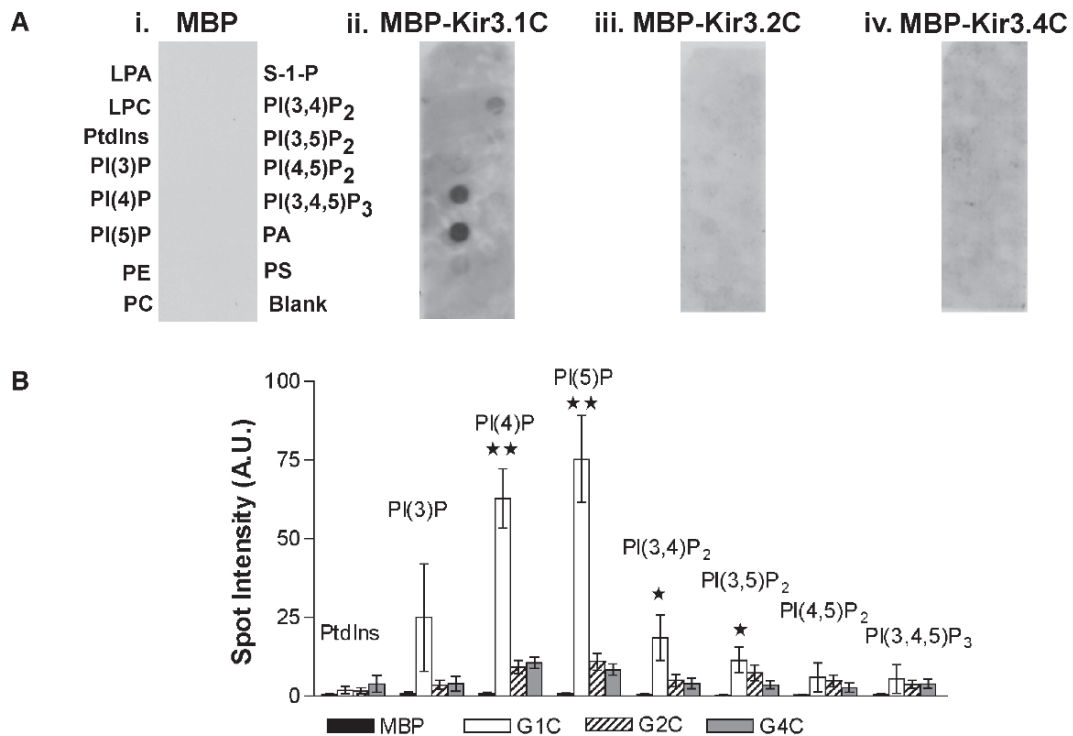 A
i. MBP
ii. MBP-Kir3.1C
iii. MBP-Kir3.2C
iv. MBP-Kir3.4C
LPA S-1-P
LPC PI(3,4)P2
PtdIns PI(3,5)P2
PI(3)P PI(4,5)P2
PI(4)P PI(3,4,5)P3
PI(5)P PA
PE PS
PC Blank
B
Spot Intensity (A.U.)
100
75
50
25
0
PtdIns
PI(3)P
PI(4)P
★★
PI(5)P
★★
PI(3,4)P2
★
PI(3,5)P2
★
PI(4,5)P2
PI(3,4,5)P3
MBP G1C G2C G4C